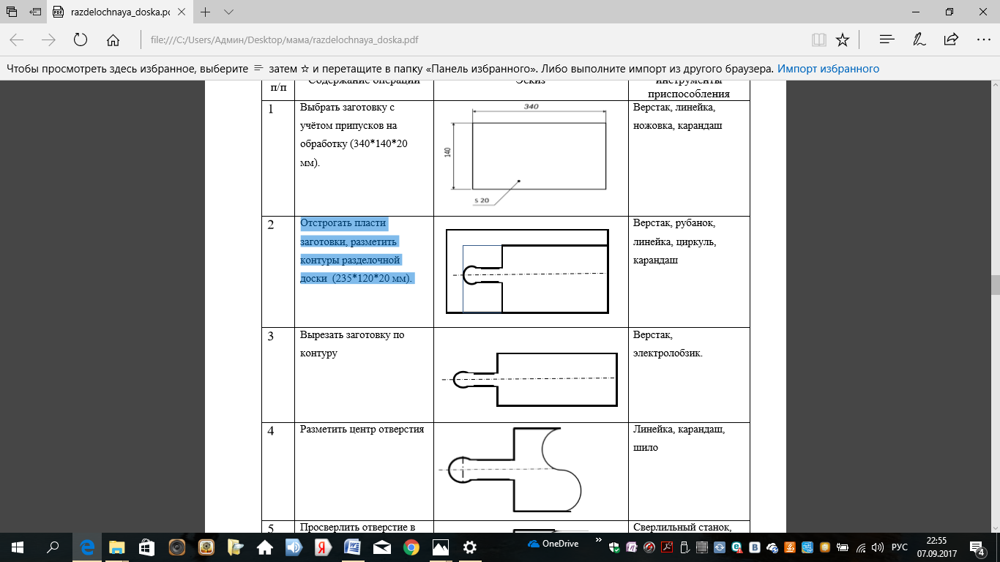 razdelochnaya_doska.pd
file:///C:/Users/Админ/Desktop/мама/razdelochnaya_doska.pdf
Чтобы просмотреть здесь избранное, выберите затем и перетащите в папку «Панель избранного». Либо выполните импорт из другого браузера. Импорт избранного
п/п
Содержание операции
Эскиз
инструменты
приспособления
1
Выбрать заготовку с
учётом припусков на
обработку (340*140*20
мм).
340
140
s 20
Верстак, линейка,
ножовка, карандаш
2
Отстрогать пласти
заготовки, разметить
контуры разделочной
доски (235*120*20 мм).
Верстак, рубанок,
линейка, циркуль,
карандаш
3
Вырезать заготовку по
контуру
Верстак,
электролобзик.
4
Разметить центр отверстия
Линейка, карандаш,
шило
5
Просверлить отверстие в
Сверлильный станок,
OneDrive
РУС
22:55
07.09.2017
4